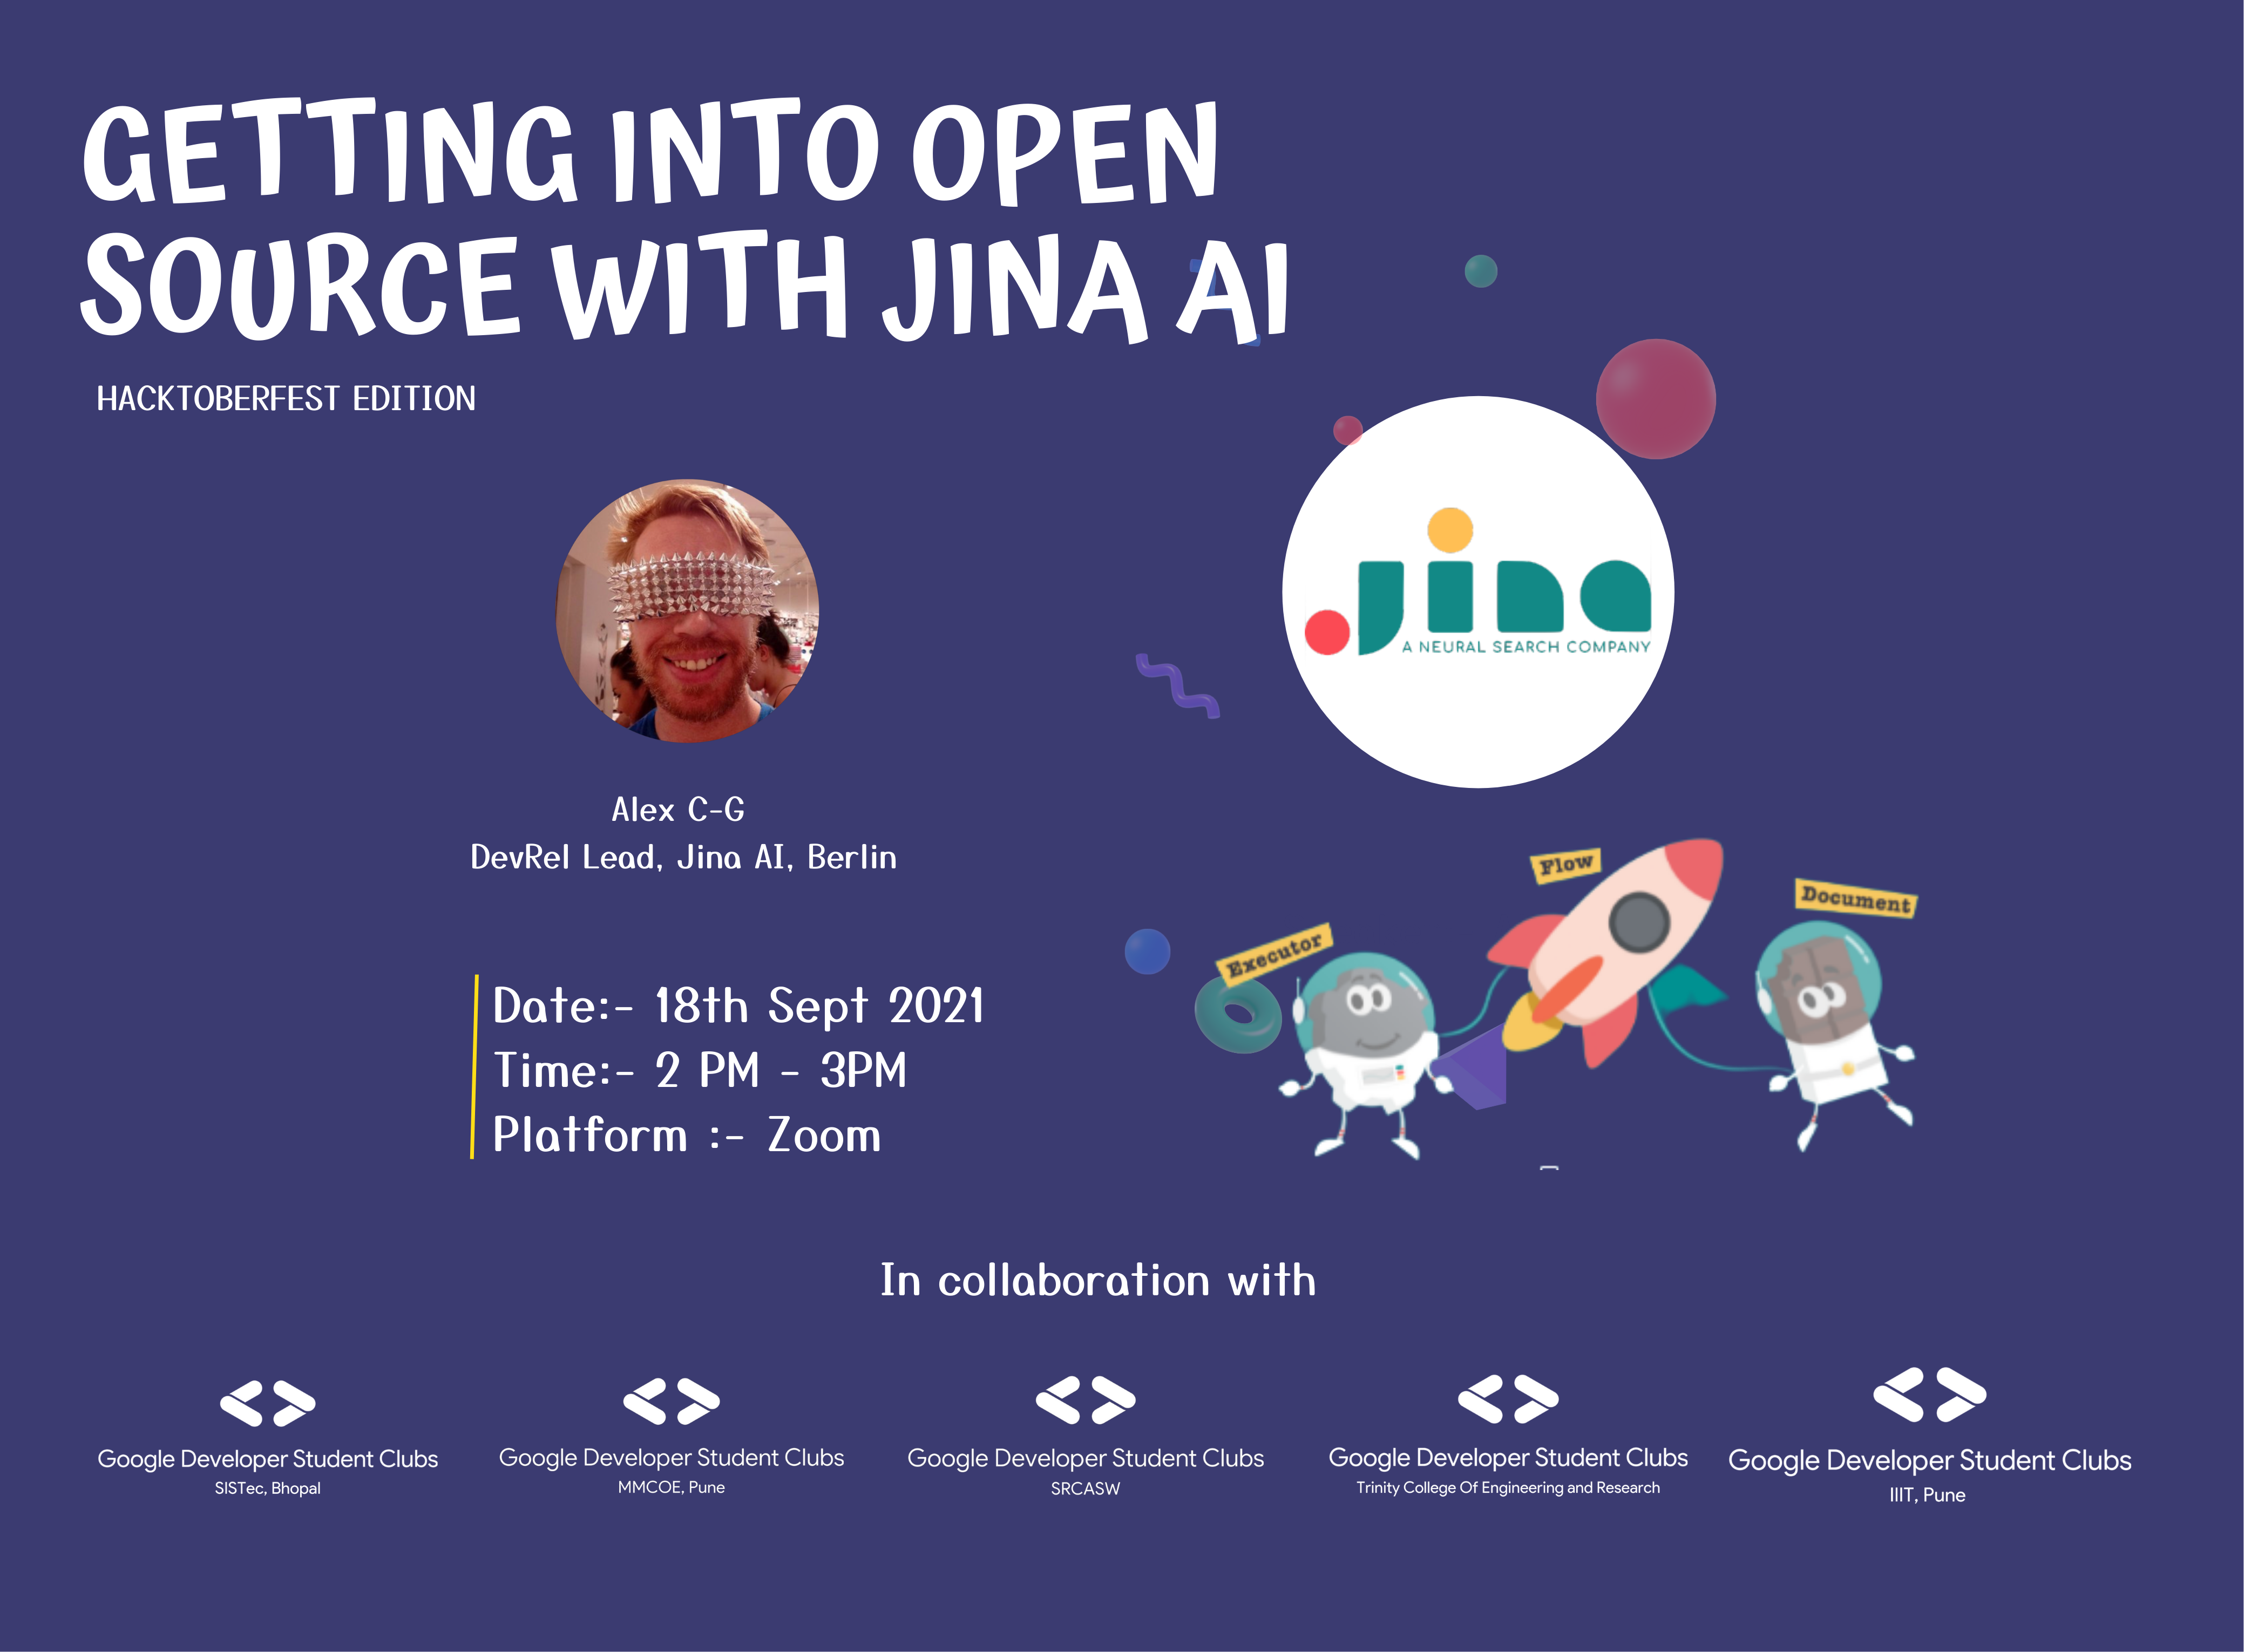 GETTING INTO OPEN
SOURCE WITH JINA AI
HACKTOBERFEST EDITION
jina
A NEURAL SEARCH COMPANY
Alex C-G
DevRel Lead, Jina AI, Berlin
Flow
Document
Executor
Date:- 18th Sept 2021
Time:- 2 PM - 3PM
Platform :- Zoom
In collaboration with
Google Developer Student Clubs
SISTec, Bhopal
Google Developer Student Clubs
MMCOE, Pune
Google Developer Student Clubs
SRCASW
Google Developer Student Clubs
Trinity College Of Engineering and Research
Google Developer Student Clubs
IIIT, Pune